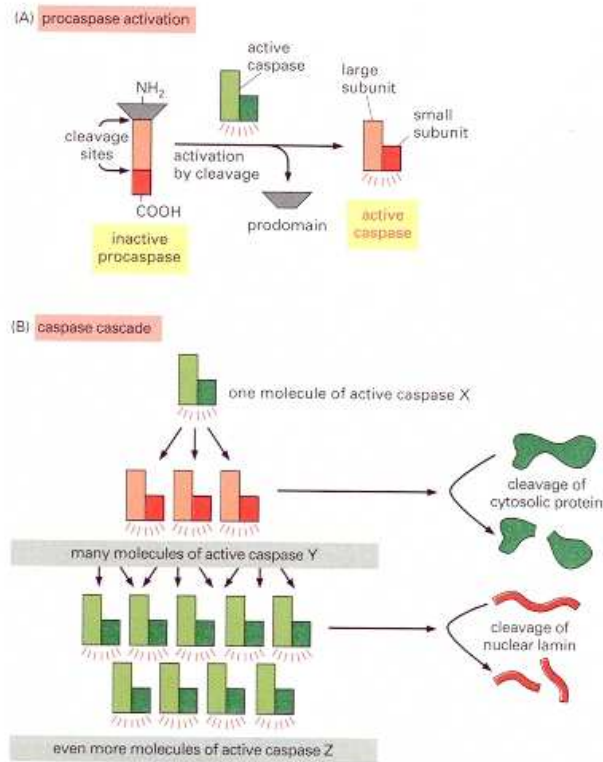 (A) procaspase activation
active
caspase
large
subunit
NH2
small
subunit
cleavage
sites
activation
by cleavage
COOH
prodomain
active
caspase
inactive
procaspase
(B) caspase cascade
one molecule of active caspase X
cleavage of
cytosolic protein
many molecules of active caspase Y
cleavage of
nuclear lamin
even more molecules of active caspase Z